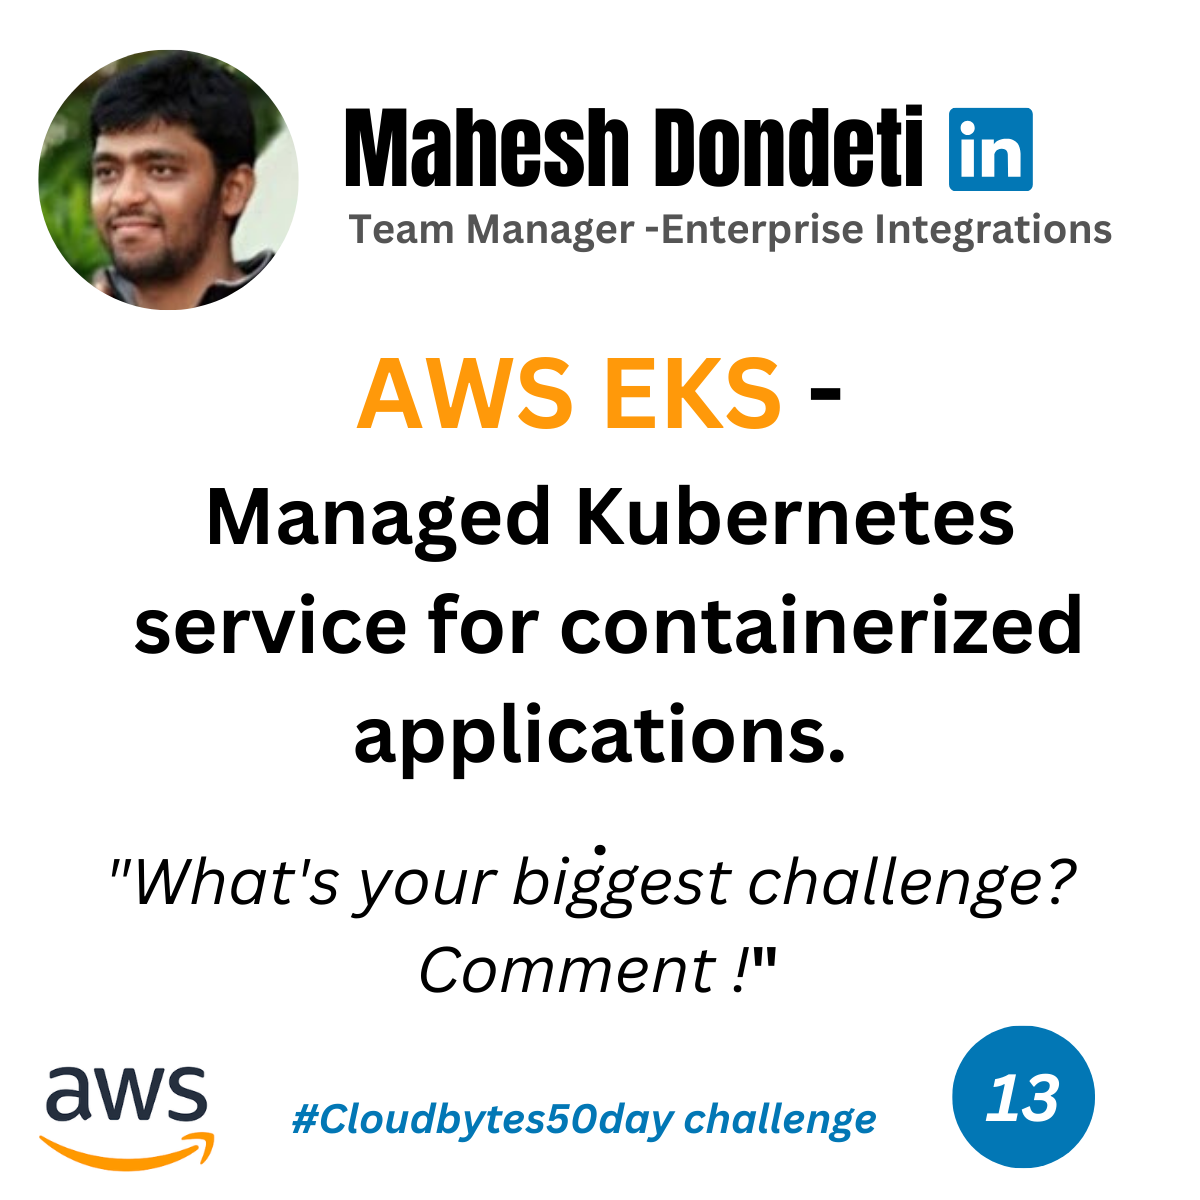 Mahesh Dondeti in
Team Manager -Enterprise Integrations
AWS EKS -
Managed Kubernetes
service for containerized
applications.
"What's your biggest challenge?
Comment !"
aws
#Cloudbytes50day challenge
13